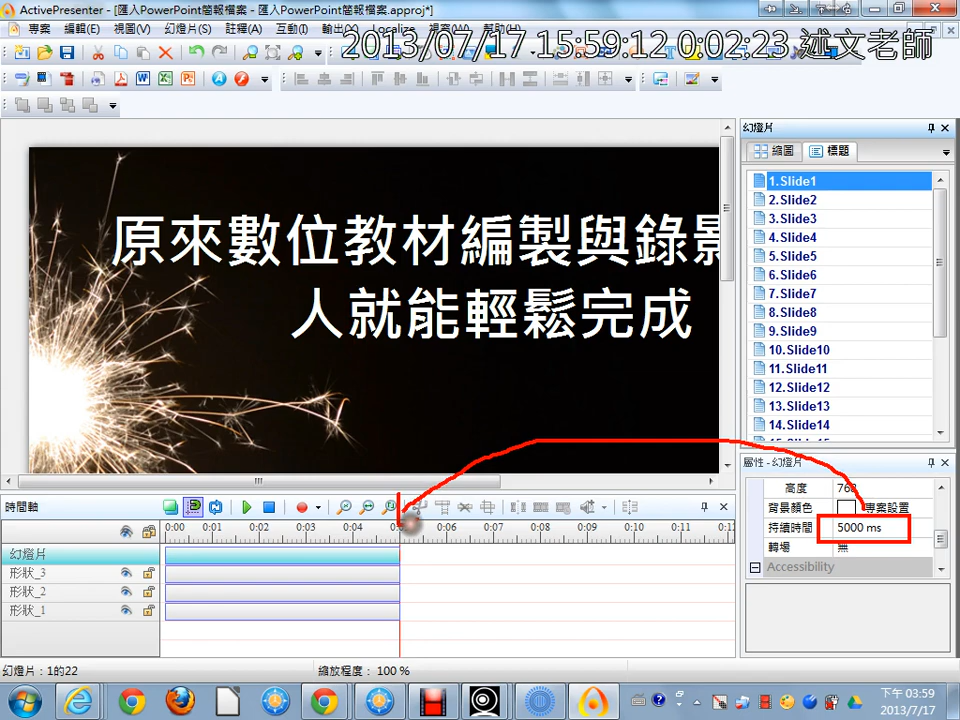 ActivePresenter - [匯入PowerPoint簡報檔案 - 匯入PowerPoint簡報檔案.approj*]
專案 編輯(E) 視圖(V) 幻燈片(S) 註釋(A) 互動(I)
2013/07/17 15:59:12 0:02:23 述文老師
幻燈片
縮圖 標題
1.Slide1
2.Slide2
3.Slide3
4.Slide4
5.Slide5
6.Slide6
7.Slide7
8.Slide8
9.Slide9
10.Slide10
11.Slide11
12.Slide12
13.Slide13
14.Slide14
原來數位教材編製與錄影
人就能輕鬆完成
屬性 - 幻燈片
高度 768
背景顏色 專案設置
持續時間 5000 ms
轉場 無
Accessibility
時間軸
0:00 0:01 0:02 0:03 0:04 0:06 0:07 0:08 0:09 0:10 0:11
幻燈片
形狀_3
形狀_2
形狀_1
幻燈片：1的22 縮放程度： 100 %
下午 03:59
2013/7/17